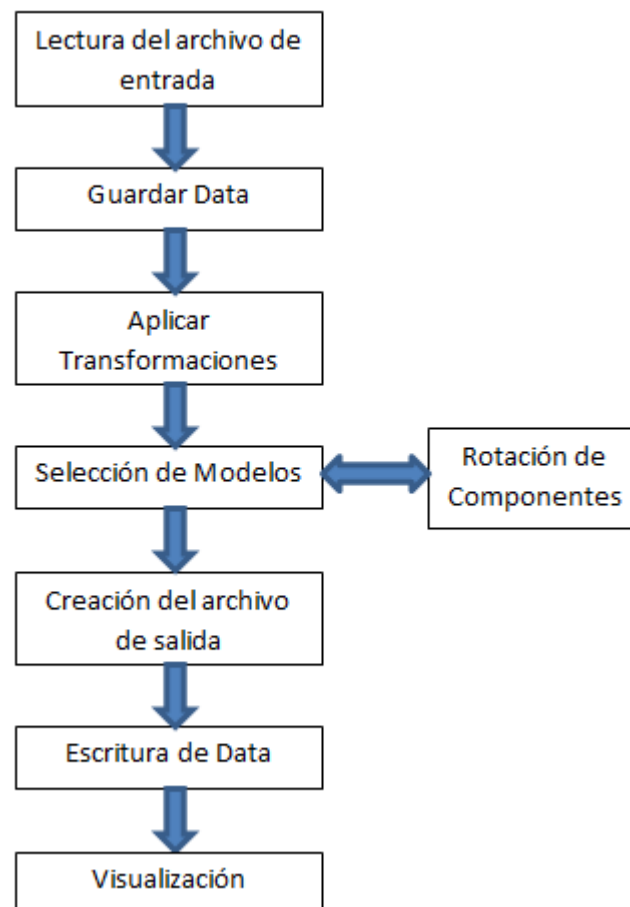 Lectura del archivo de
entrada
Guardar Data
Aplicar
Transformaciones
Selección de Modelos
Rotación de
Componentes
Creación del archivo
de salida
Escritura de Data
Visualización